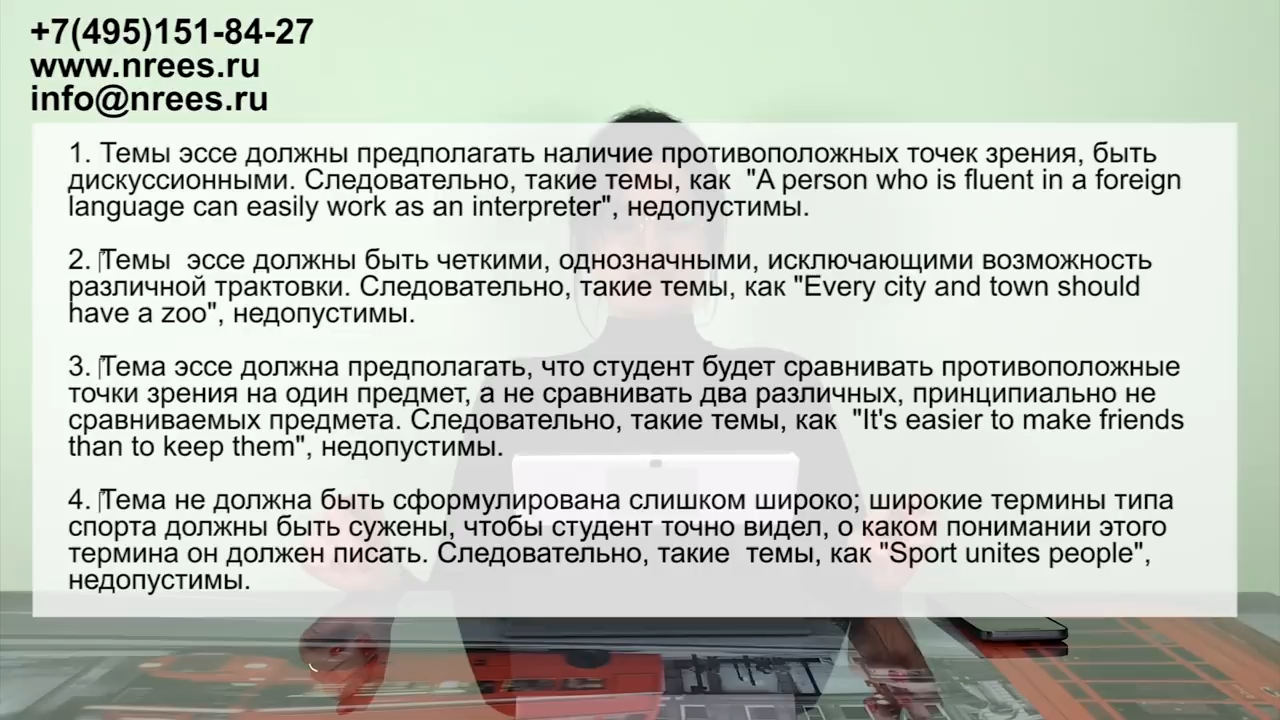 +7(495)151-84-27
www.nrees.ru
info@nrees.ru
1. Темы эссе должны предполагать наличие противоположных точек зрения, быть
дискуссионными. Следовательно, такие темы, как "A person who is fluent in a foreign
language can easily work as an interpreter", недопустимы.
2. Темы эссе должны быть четкими, однозначными, исключающими возможность
различной трактовки. Следовательно, такие темы, как "Every city and town should
have a zoo", недопустимы.
3. Тема эссе должна предполагать, что студент будет сравнивать противоположные
точки зрения на один предмет, а не сравнивать два различных, принципиально не
сравниваемых предмета. Следовательно, такие темы, как "It's easier to make friends
than to keep them", недопустимы.
4. Тема не должна быть сформулирована слишком широко; широкие термины типа
спорта должны быть сужены, чтобы студент точно видел, о каком понимании этого
термина он должен писать. Следовательно, такие темы, как "Sport unites people",
недопустимы.